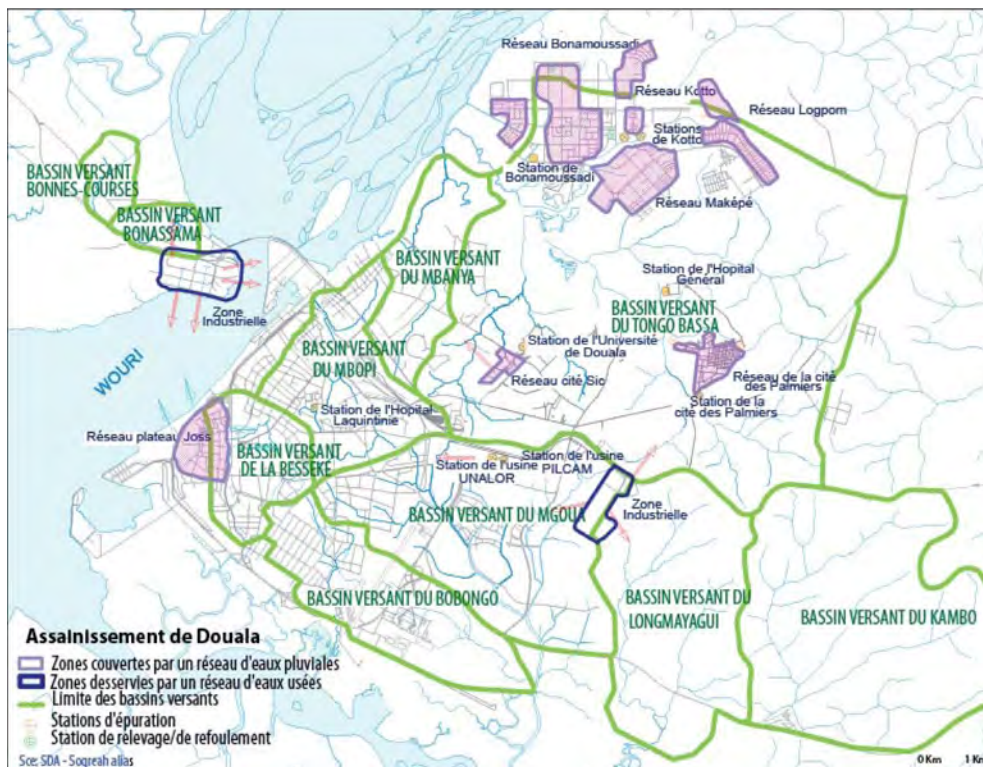 Réseau Bonamoussadi
Réseau Kotto
Réseau Logpom
Stations
de Kotto
Station de
Bonamoussadi
Réseau Maképé
BASSIN VERSANT
BONNES-COURSES
BASSIN VERSANT
BONASSAMA
Zone
Industrielle
WOURI
BASSIN VERSANT
DU MBANYA
Station de l'Hopital
Général
BASSIN VERSANT
DU TONGO BASSA
BASSIN VERSANT
DU MBOPI
Station de l'Université
de Douala
Réseau cité Sic
Réseau de la cité
des Palmiers
Station de la
cité des Palmiers
Station de l'Hopital
Laquintinie
Réseau plateau Joss
BASSIN VERSANT
DE LA BESSEKE
Station de l'usine
UNALOR
Station de l'usine
PILCAM
BASSIN VERSANT DU MGOUA
Zone
Industrielle
BASSIN VERSANT DU BOBONGO
BASSIN VERSANT DU
LONGMAYAGUI
BASSIN VERSANT DU KAMBO
Assainissement de Douala
Zones couvertes par un réseau d'eaux pluviales
Zones desservies par un réseau d'eaux usées
Limite des bassins versants
Stations d'épuration
Station de relevage/de refoulement
Sce: SDA - Sogreah alias
0 Km 1 Km